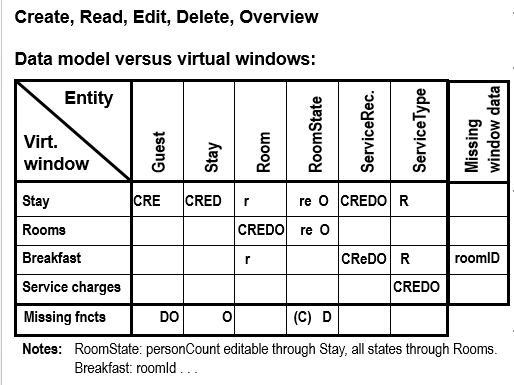 Create, Read, Edit, Delete, Overview
Data model versus virtual windows:
Entity
Virt.
window
Guest
Stay
Room
RoomState
ServiceRec.
ServiceType
Missing
window data
Stay CRE CRED r re O CREDO R
Rooms CREDO re O
Breakfast r CReDO R roomID
Service charges CREDO
Missing fncts DO O (C) D
Notes: RoomState: personCount editable through Stay, all states through Rooms.
Breakfast: roomId . . .